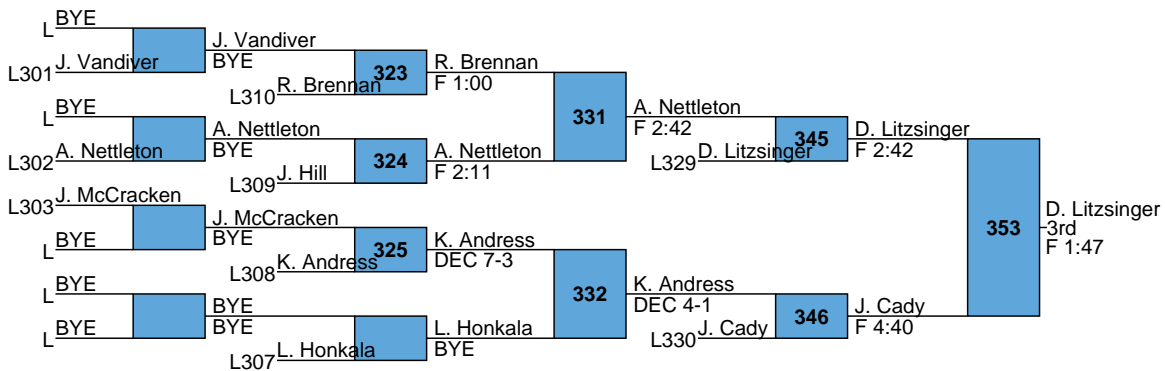 L BYE
L301 J. Vandiver
J. Vandiver
BYE
L310 R. Brennan
323
R. Brennan
F 1:00
L BYE
L302 A. Nettleton
A. Nettleton
BYE
L309 J. Hill
324
A. Nettleton
F 2:11
331
A. Nettleton
F 2:42
L329 D. Litzsinger
345
D. Litzsinger
F 2:42
L303 J. McCracken
L BYE
J. McCracken
BYE
L308 K. Andress
325
K. Andress
DEC 7-3
L BYE
L BYE
BYE
BYE
L307 L. Honkala
L. Honkala
BYE
332
K. Andress
DEC 4-1
L330 J. Cady
346
J. Cady
F 4:40
353
D. Litzsinger
3rd
F 1:47